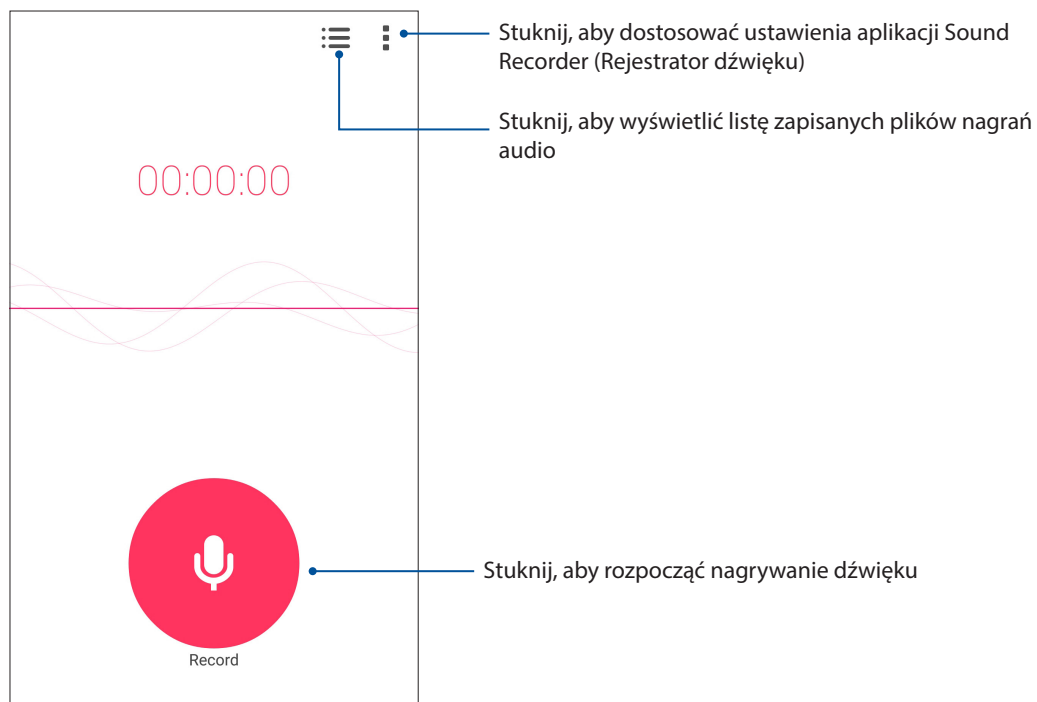 Stuknij, aby dostosować ustawienia aplikacji Sound
Recorder (Rejestrator dźwięku)
Stuknij, aby wyświetlić listę zapisanych plików nagrań
audio
00:00:00
Stuknij, aby rozpocząć nagrywanie dźwięku
Record